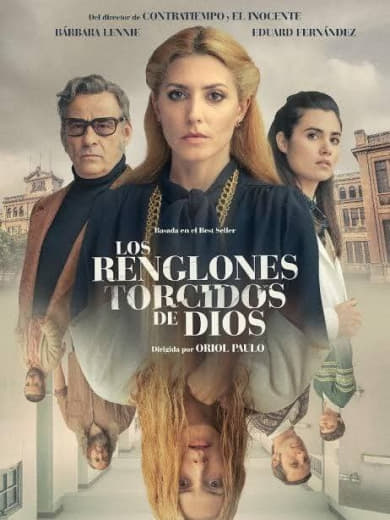 Del director de CONTRATIEMPO y EL INOCENTE
BÁRBARA LENNIE EDUARD FERNÁNDEZ
Basada en el Best Seller
LOS
RENGLONES
TORCIDOS
DE DIOS
Dirigida por ORIOL PAULO